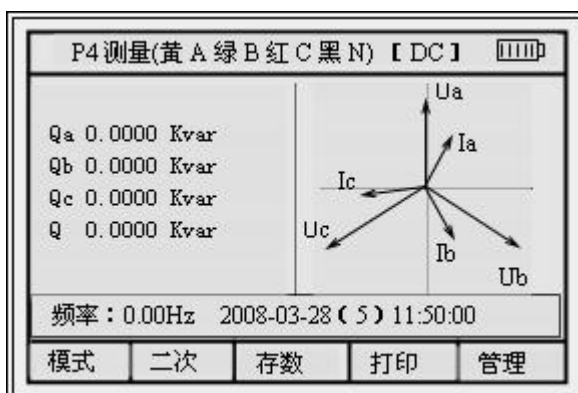 P4测量(黄A绿B红C黑N)【DC】
Ua
Qa 0.0000 Kvar
Ia
Qb 0.0000 Kvar
Qc 0.0000 Kvar
Ic
Q 0.0000 Kvar
Uc
Ib
Ub
频率：0.00Hz 2008-03-28（5）11:50:00
模式 二次 存数 打印 管理